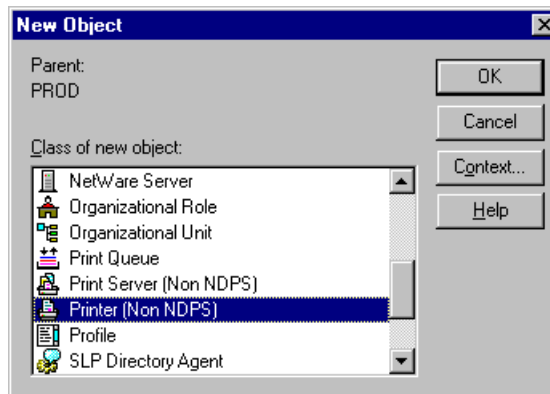 New Object
Parent:
PROD
Class of new object:
NetWare Server
Organizational Role
Organizational Unit
Print Queue
Print Server (Non NDPS)
Printer (Non NDPS)
Profile
SLP Directory Agent
OK
Cancel
Context...
Help